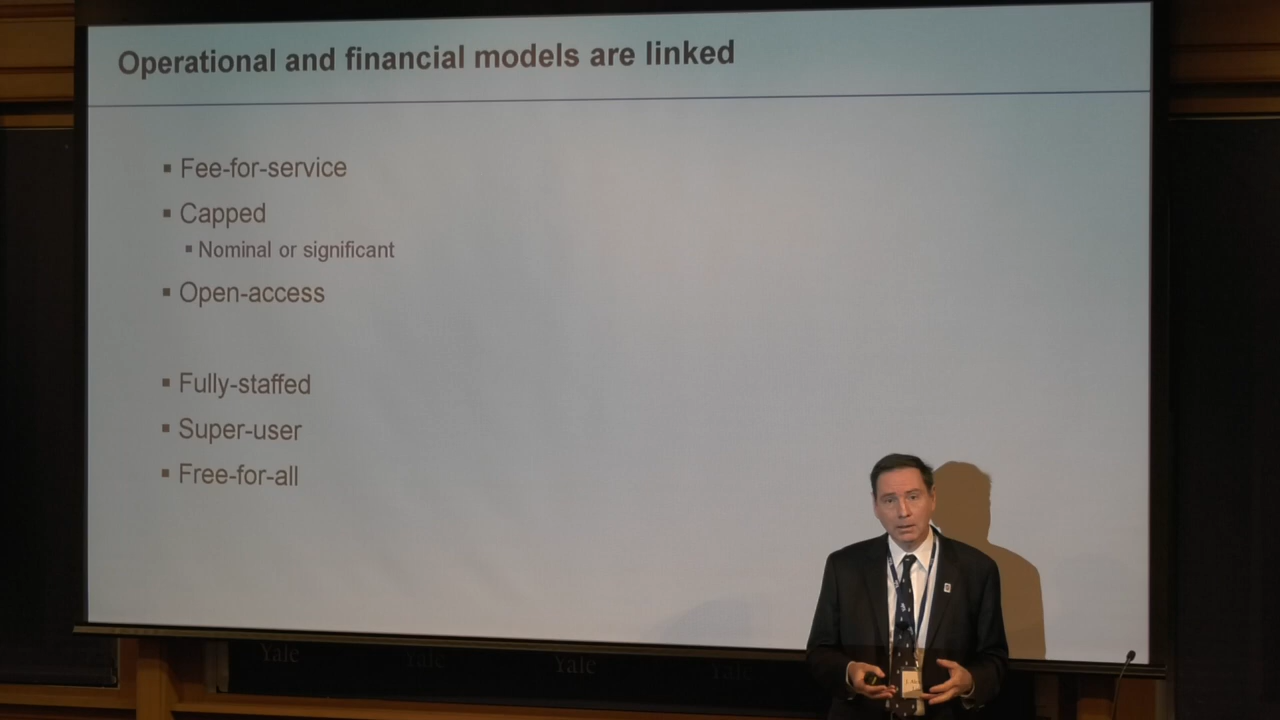 Operational and financial models are linked
▪ Fee-for-service
▪ Capped
▪ Nominal or significant
▪ Open-access
▪ Fully-staffed
▪ Super-user
▪ Free-for-all
Yale Yale Yale Yale